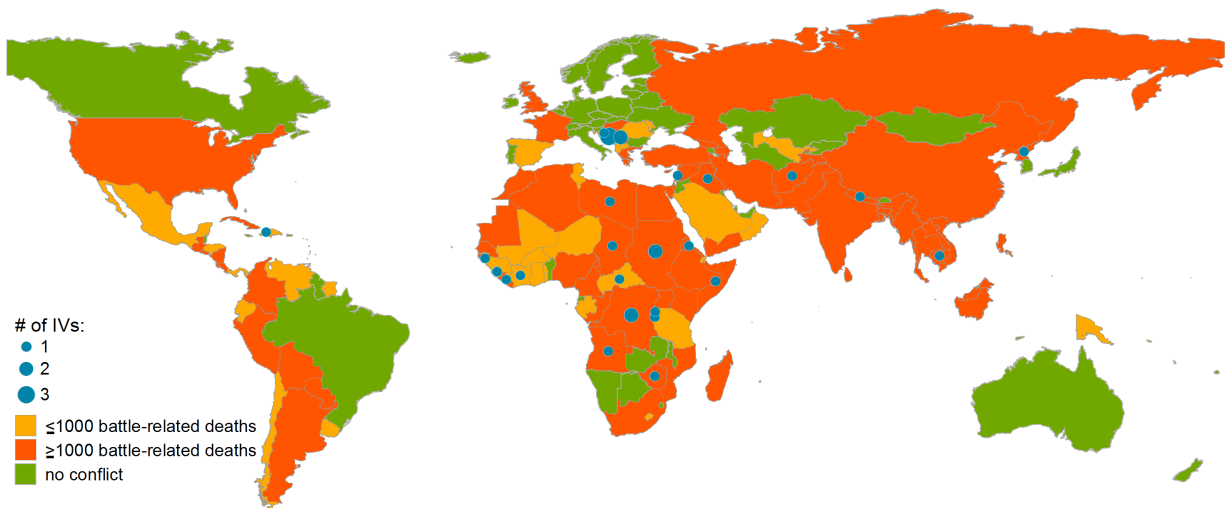 # of IVs:
1
2
3
≤1000 battle-related deaths
≥1000 battle-related deaths
no conflict